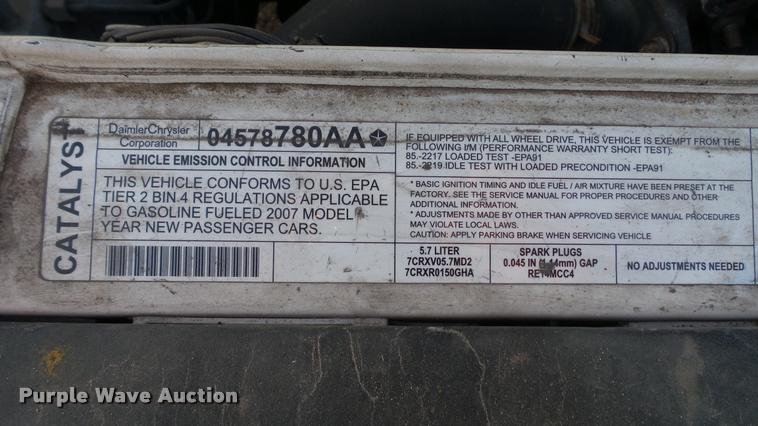 CATALYST
DaimlerChrysler
Corporation
04578780AA
VEHICLE EMISSION CONTROL INFORMATION
THIS VEHICLE CONFORMS TO U.S. EPA
TIER 2 BIN 4 REGULATIONS APPLICABLE
TO GASOLINE FUELED 2007 MODEL
YEAR NEW PASSENGER CARS.
IF EQUIPPED WITH ALL WHEEL DRIVE, THIS VEHICLE IS EXEMPT FROM
THE FOLLOWING I/M (PERFORMANCE WARRANTY SHORT TEST):
85.-2217 LOADED TEST -EPA91
85.-2219 IDLE TEST WITH LOADED PRECONDITION -EPA91
* BASIC IGNITION TIMING AND IDLE FUEL / AIR MIXTURE HAVE BEEN PRESET AT THE
FACTORY. SEE THE SERVICE MANUAL FOR PROPER PROCEDURES AND OTHER
ADDITIONAL INFORMATION.
* ADJUSTMENTS MADE BY OTHER THAN APPROVED SERVICE MANUAL PROCEDURES
MAY VIOLATE LOCAL LAWS.
CAUTION: APPLY PARKING BRAKE WHEN SERVICING VEHICLE
5.7 LITER
7CRXV05.7MD2
7CRXR0150GHA
SPARK PLUGS
0.045 IN (1.14mm) GAP
RE14MCC4
NO ADJUSTMENTS NEEDED
Purple Wave Auction